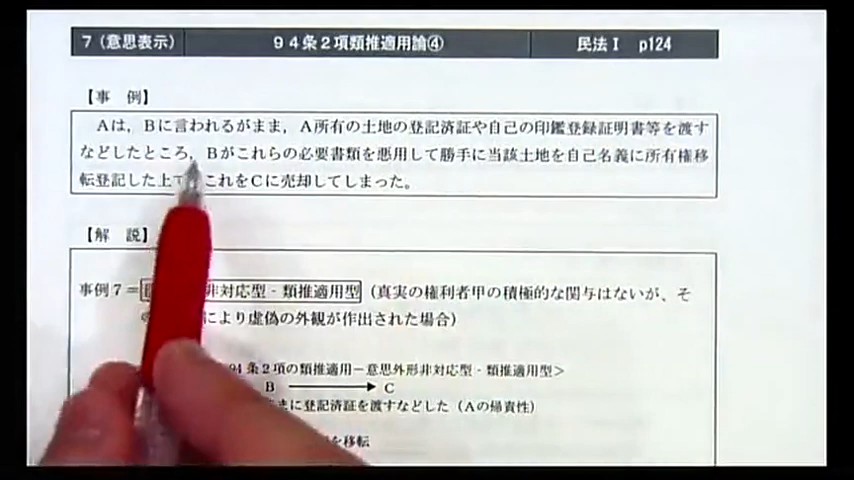 7（意思表示） 94条2項類推適用論④ 民法Ⅰ p124
【事 例】
Aは，Bに言われるがまま，A所有の土地の登記済証や自己の印鑑登録証明書等を渡す
などしたところ，Bがこれらの必要書類を悪用して勝手に当該土地を自己名義に所有権移
転登記した上 これをCに売却してしまった。
【解 説】
事例7＝ 非対応型‐類推適用型（真実の権利者甲の積極的な関与はないが、そ
により虚偽の外観が作出された場合）
94条2項の類推適用－意思外形非対応型‐類推適用型＞
B → C
まに登記済証を渡すなどした（Aの帰責性）
を移転